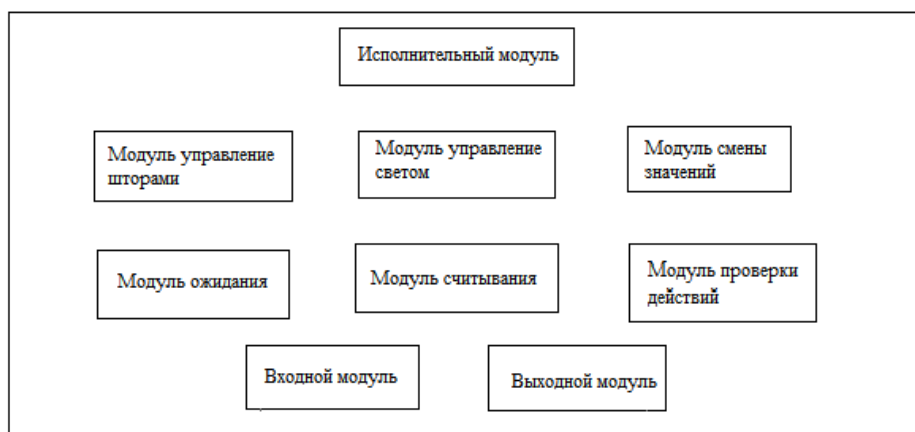 Исполнительный модуль
Модуль управление
шторами
Модуль управление
светом
Модуль смены
значений
Модуль ожидания
Модуль считывания
Модуль проверки
действий
Входной модуль
Выходной модуль